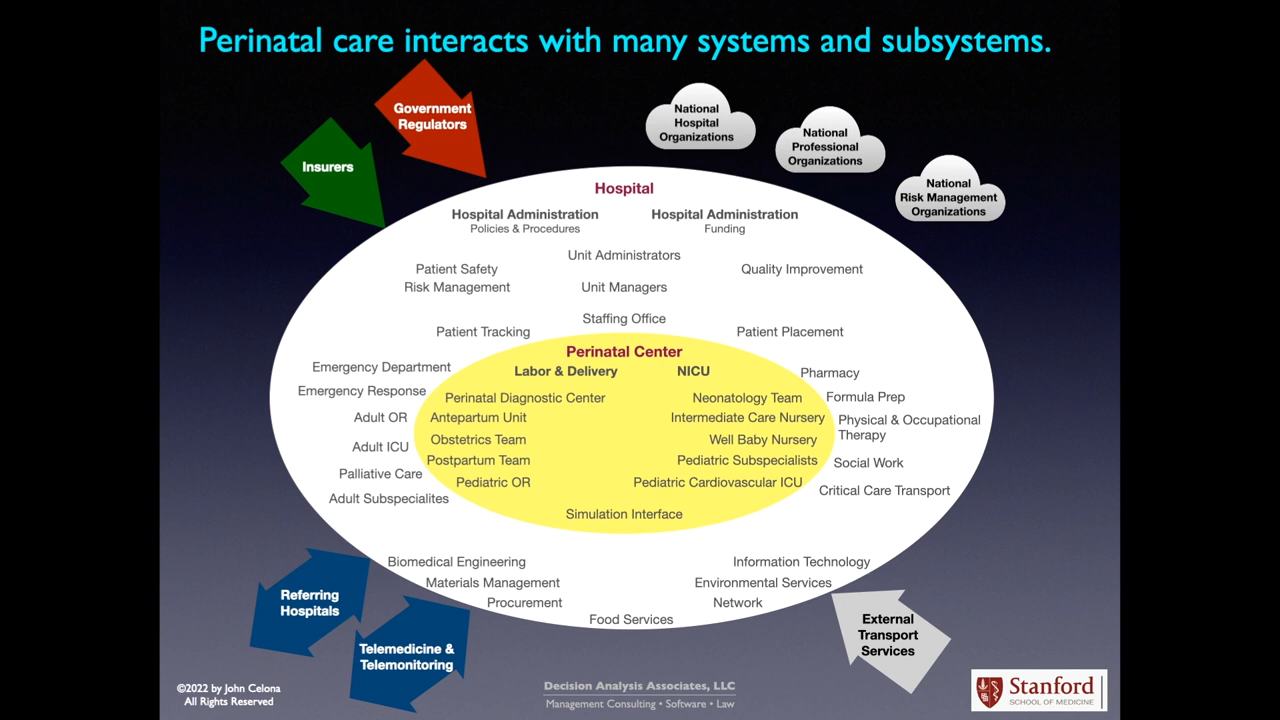 Perinatal care interacts with many systems and subsystems.
Government
Regulators
Insurers
National
Hospital
Organizations
National
Professional
Organizations
National
Risk Management
Organizations
Hospital
Hospital Administration
Policies & Procedures
Hospital Administration
Funding
Unit Administrators
Patient Safety
Risk Management
Unit Managers
Quality Improvement
Staffing Office
Patient Tracking
Patient Placement
Perinatal Center
Labor & Delivery
NICU
Emergency Department
Emergency Response
Adult OR
Adult ICU
Palliative Care
Adult Subspecialites
Perinatal Diagnostic Center
Antepartum Unit
Obstetrics Team
Postpartum Team
Pediatric OR
Neonatology Team
Intermediate Care Nursery
Well Baby Nursery
Pediatric Subspecialists
Pediatric Cardiovascular ICU
Simulation Interface
Pharmacy
Formula Prep
Physical & Occupational
Therapy
Social Work
Critical Care Transport
Biomedical Engineering
Materials Management
Procurement
Food Services
Information Technology
Environmental Services
Network
Referring
Hospitals
Telemedicine &
Telemonitoring
External
Transport
Services
©2022 by John Celona
All Rights Reserved
Decision Analysis Associates, LLC
Management Consulting • Software • Law
Stanford
SCHOOL OF MEDICINE